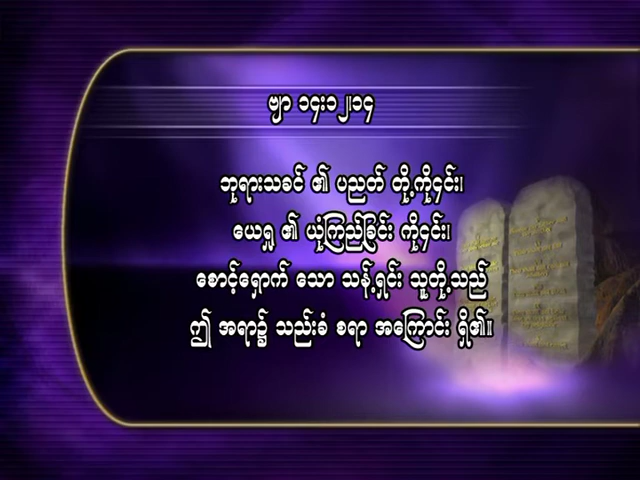 ဗျာ ၁၄း၁၂၊၁၄
ဘုရားသခင် ၏ ပညတ် တို့ကို၎င်း၊
ယေရှု ၏ ယုံကြည်ခြင်း ကို၎င်း၊
စောင့်ရှောက် သော သန့်ရှင်း သူတို့သည်
ဤ အရာ၌ သည်းခံ စရာ အကြောင်း ရှိ၏။